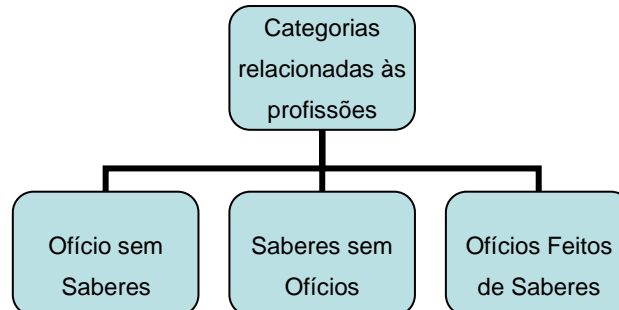 Categorias
relacionadas às
profissões
Ofício sem
Saberes
Saberes sem
Ofícios
Ofícios Feitos
de Saberes